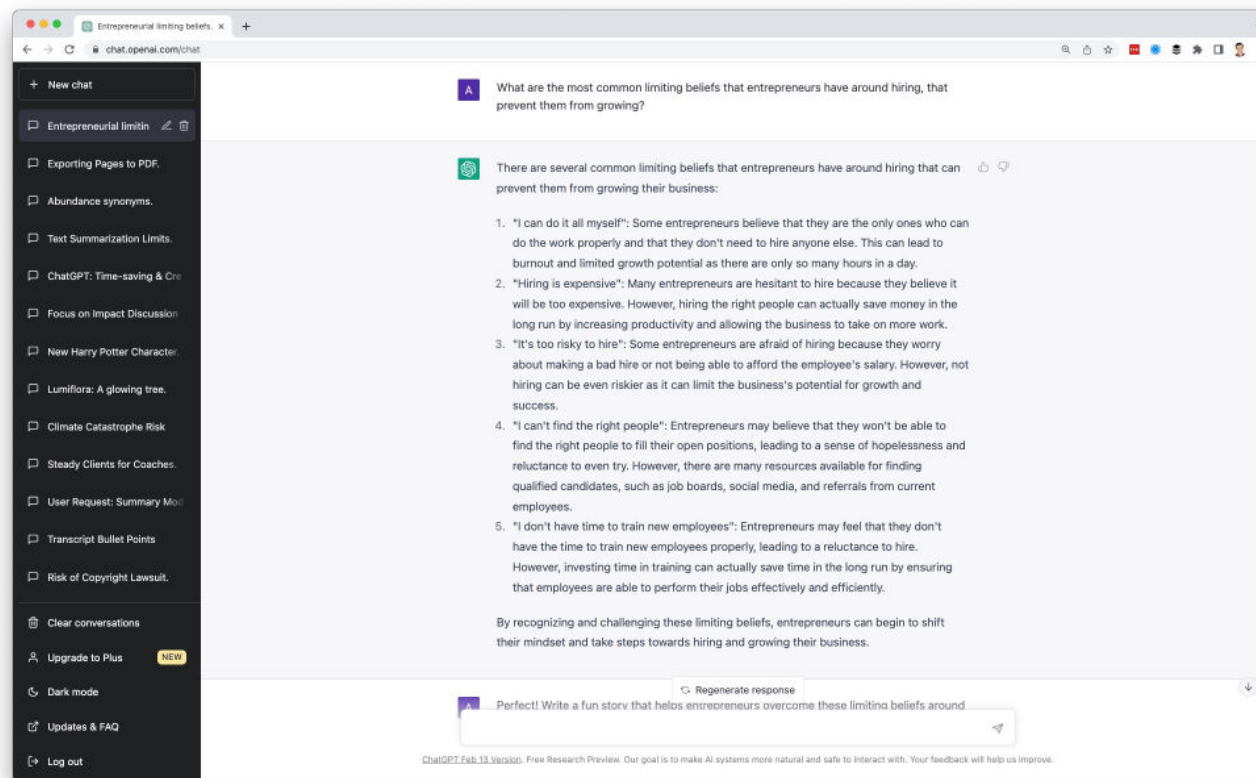 Entrepreneurial limiting beliefs.
chat.openai.com/chat
New chat
Entrepreneurial limitin
Exporting Pages to PDF.
Abundance synonyms.
Text Summarization Limits.
ChatGPT: Time-saving & Cre
Focus on Impact Discussion
New Harry Potter Character.
Lumiflora: A glowing tree.
Climate Catastrophe Risk
Steady Clients for Coaches.
User Request: Summary Mod
Transcript Bullet Points
Risk of Copyright Lawsuit.
Clear conversations
Upgrade to Plus NEW
Dark mode
Updates & FAQ
Log out
A
What are the most common limiting beliefs that entrepreneurs have around hiring, that
prevent them from growing?
There are several common limiting beliefs that entrepreneurs have around hiring that can
prevent them from growing their business:
1. "I can do it all myself": Some entrepreneurs believe that they are the only ones who can
do the work properly and that they don't need to hire anyone else. This can lead to
burnout and limited growth potential as there are only so many hours in a day.
2. "Hiring is expensive": Many entrepreneurs are hesitant to hire because they believe it
will be too expensive. However, hiring the right people can actually save money in the
long run by increasing productivity and allowing the business to take on more work.
3. "It's too risky to hire": Some entrepreneurs are afraid of hiring because they worry
about making a bad hire or not being able to afford the employee's salary. However, not
hiring can be even riskier as it can limit the business's potential for growth and
success.
4. "I can't find the right people": Entrepreneurs may believe that they won't be able to
find the right people to fill their open positions, leading to a sense of hopelessness and
reluctance to even try. However, there are many resources available for finding
qualified candidates, such as job boards, social media, and referrals from current
employees.
5. "I don't have time to train new employees": Entrepreneurs may feel that they don't
have the time to train new employees properly, leading to a reluctance to hire.
However, investing time in training can actually save time in the long run by ensuring
that employees are able to perform their jobs effectively and efficiently.
By recognizing and challenging these limiting beliefs, entrepreneurs can begin to shift
their mindset and take steps towards hiring and growing their business.
Regenerate response
A
Perfect! Write a fun story that helps entrepreneurs overcome these limiting beliefs around
ChatGPT Feb 13 Version. Free Research Preview. Our goal is to make AI systems more natural and safe to interact with. Your feedback will help us improve.